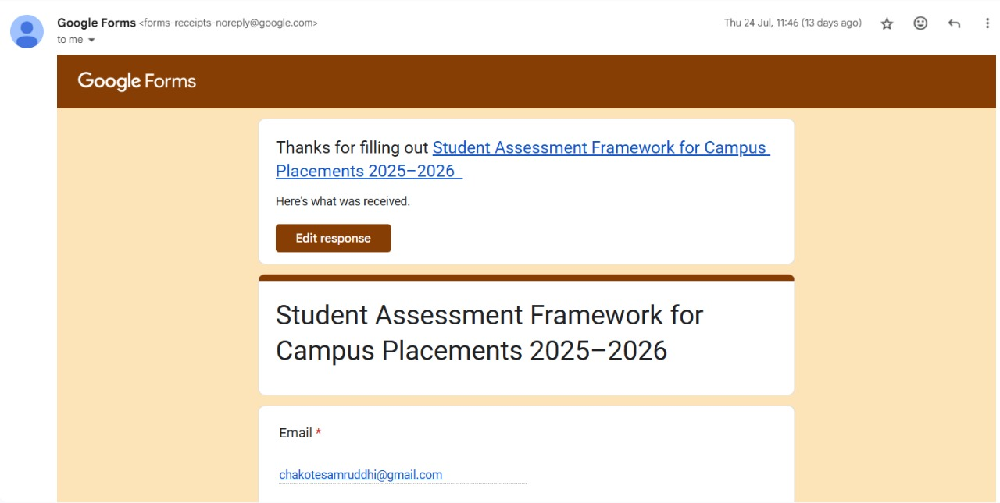 Google Forms <forms-receipts-noreply@google.com>
Thu 24 Jul, 11:46 (13 days ago)
to me
Google Forms
Thanks for filling out Student Assessment Framework for Campus
Placements 2025–2026
Here's what was received.
Edit response
Student Assessment Framework for
Campus Placements 2025–2026
Email *
chakotesamruddhi@gmail.com